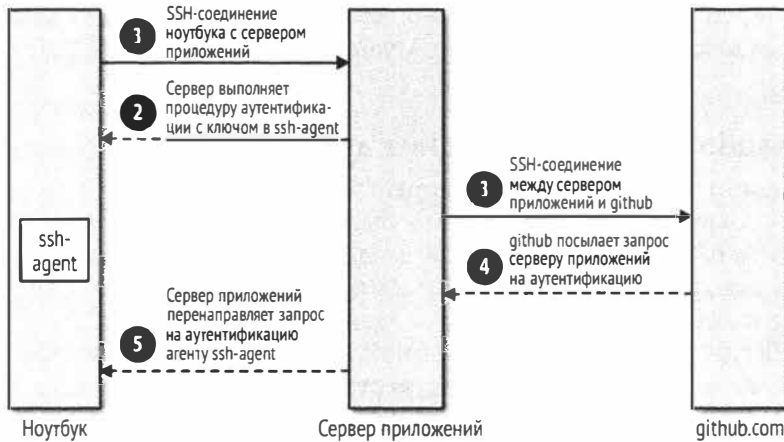 SSH-соединение
3 ноутбука с сервером
приложений
Сервер выполняет
2 процедуру аутентифика-
ции с ключом в ssh-agent
SSH-соединение
3 между сервером
приложений и github
github посылает запрос
4 серверу приложений
на аутентификацию
ssh-
agent
Сервер приложений
перенаправляет запрос
5 на аутентификацию
агенту ssh-agent
Ноутбук
Сервер приложений
github.com